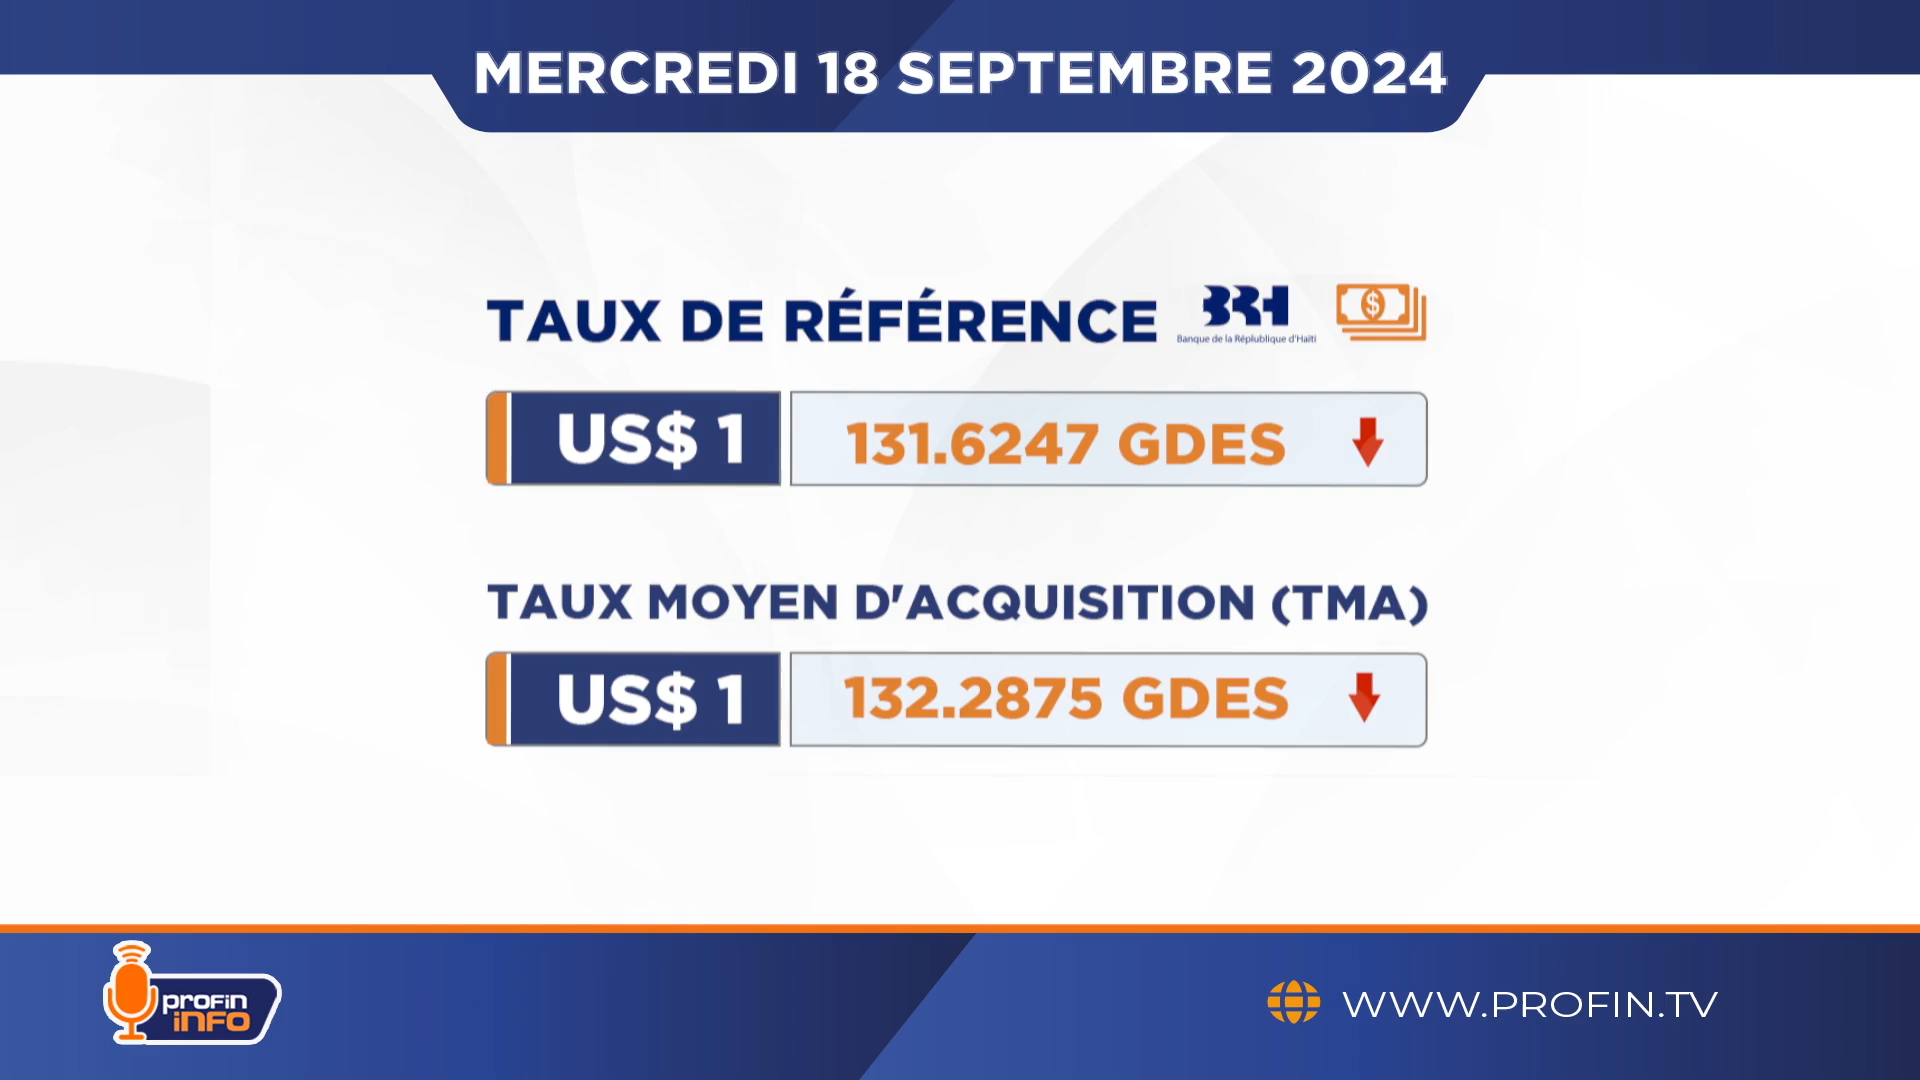 MERCREDI 18 SEPTEMBRE 2024
TAUX DE RÉFÉRENCE
BRH
Banque de la Réplublique d'Haïti
$
US$ 1
131.6247 GDES
TAUX MOYEN D'ACQUISITION (TMA)
US$ 1
132.2875 GDES
PROFIN
INFO
WWW.PROFIN.TV